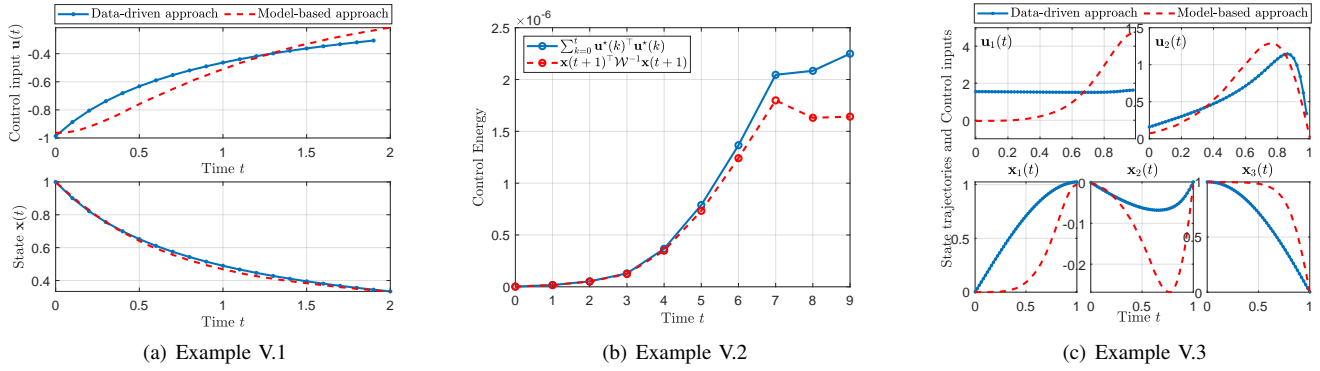 Data-driven approach Model-based approach
Control input u(t)
-0.4
-0.6
-0.8
-1
0 0.5 1 1.5 2
Time t
State x(t)
1
0.8
0.6
0.4
0 0.5 1 1.5 2
Time t
(a) Example V.1
×10⁻⁶
2.5
2
1.5
1
0.5
0
Control Energy
∑ₖ₌₀ᵗ u*(k)ᵀu*(k)
x(t+1)ᵀ𝒲⁻¹x(t+1)
0 1 2 3 4 5 6 7 8 9
Time t
(b) Example V.2
Data-driven approach Model-based approach
State trajectories and Control inputs
u₁(t)
4
2
0
0 0.2 0.4 0.6 0.8
u₂(t)
1.5
1
0.5
0
0 0.2 0.4 0.6 0.8 1
x₁(t)
1
0.5
0
0 0.5 1
x₂(t)
0
-0.1
-0.2
0 0.5 1
x₃(t)
1
0.5
0
0 0.5 1
Time t
(c) Example V.3